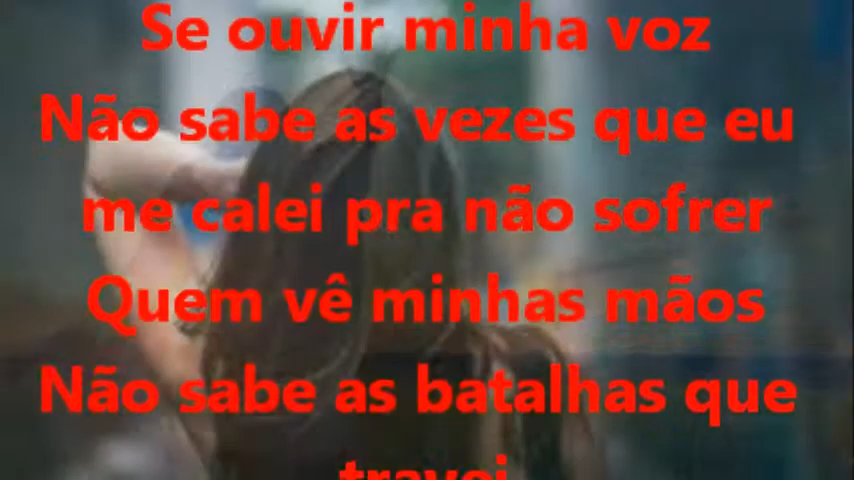 Se ouvir minha voz
Não sabe as vezes que eu
me calei pra não sofrer
Quem vê minhas mãos
Não sabe as batalhas que
travei